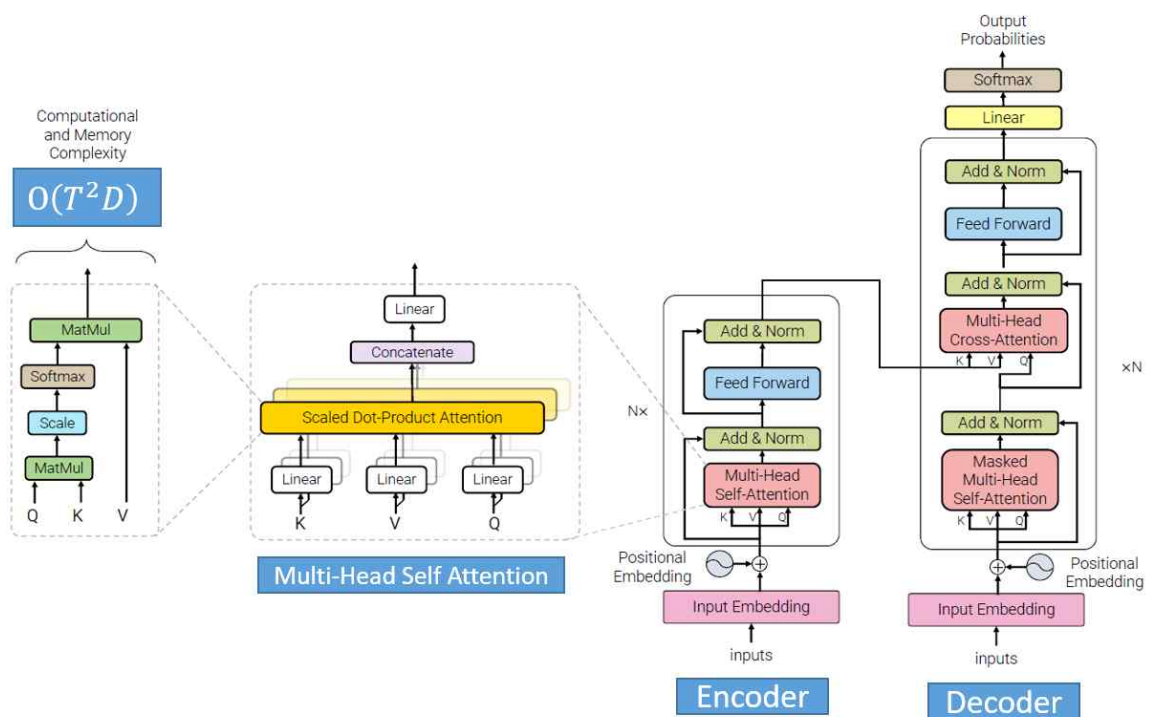 Computational
and Memory
Complexity
O(T²D)
MatMul
Softmax
Scale
MatMul
Q K V
Linear
Concatenate
Scaled Dot-Product Attention
Linear Linear Linear
K V Q
Multi-Head Self Attention
Add & Norm
Feed Forward
N×
Add & Norm
Multi-Head
Self-Attention
K V Q
Positional
Embedding
Input Embedding
inputs
Encoder
Output
Probabilities
Softmax
Linear
Add & Norm
Feed Forward
Add & Norm
Multi-Head
Cross-Attention
K V Q
×N
Add & Norm
Masked
Multi-Head
Self-Attention
K V Q
Positional
Embedding
Input Embedding
inputs
Decoder